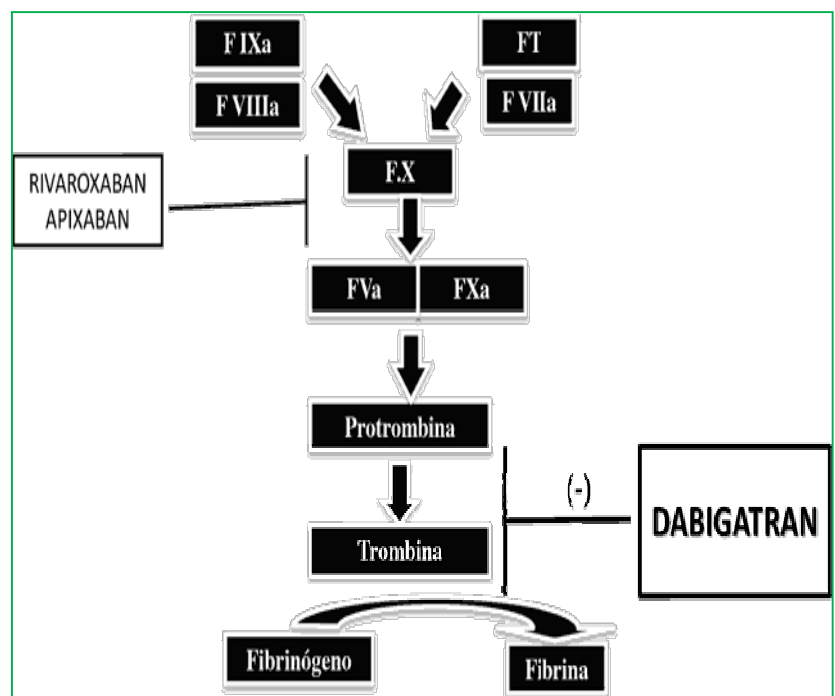 F IXa
FT
F VIIIa
F VIIa
RIVAROXABAN
APIXABAN
F.X
FVa
FXa
Protrombina
(-)
DABIGATRAN
Trombina
Fibrinógeno
Fibrina